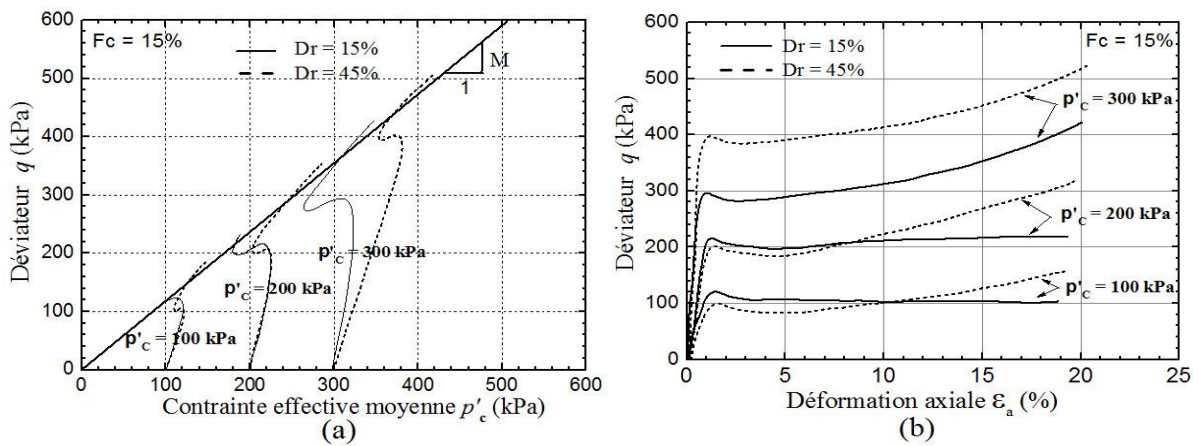 Fc = 15%
Dr = 15%
Dr = 45%
M
1
p'C = 100 kPa
p'C = 200 kPa
p'C = 300 kPa
Déviateur q (kPa)
600
500
400
300
200
100
0
0 100 200 300 400 500 600
Contrainte effective moyenne p'c (kPa)
(a)
Fc = 15%
Dr = 15%
Dr = 45%
p'C = 300 kPa
p'C = 200 kPa
p'C = 100 kPa
Déviateur q (kPa)
600
500
400
300
200
100
0
0 5 10 15 20 25
Déformation axiale εa (%)
(b)